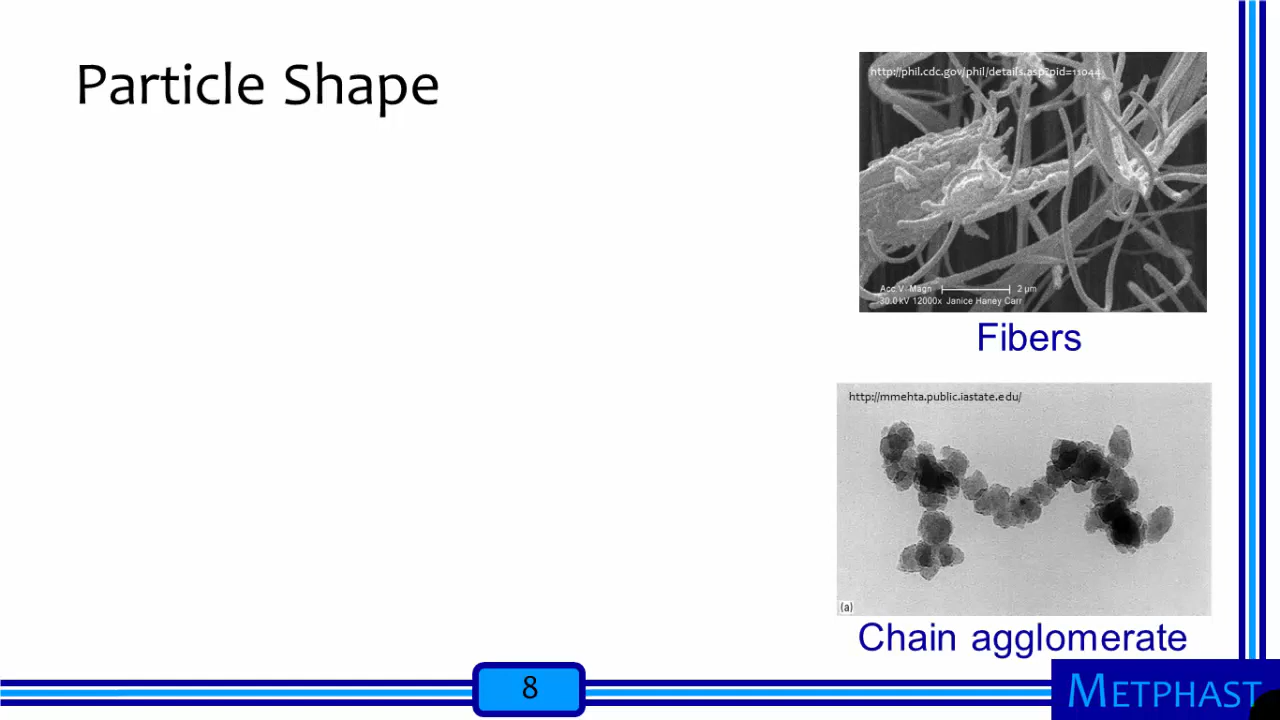 Particle Shape
http://phil.cdc.gov/phil/details.asp?pid=11044
Acc.V Magn 2 µm
30.0 kV 12000x Janice Haney Carr
Fibers
http://mmehta.public.iastate.edu/
(a)
Chain agglomerate
8
METPHAST